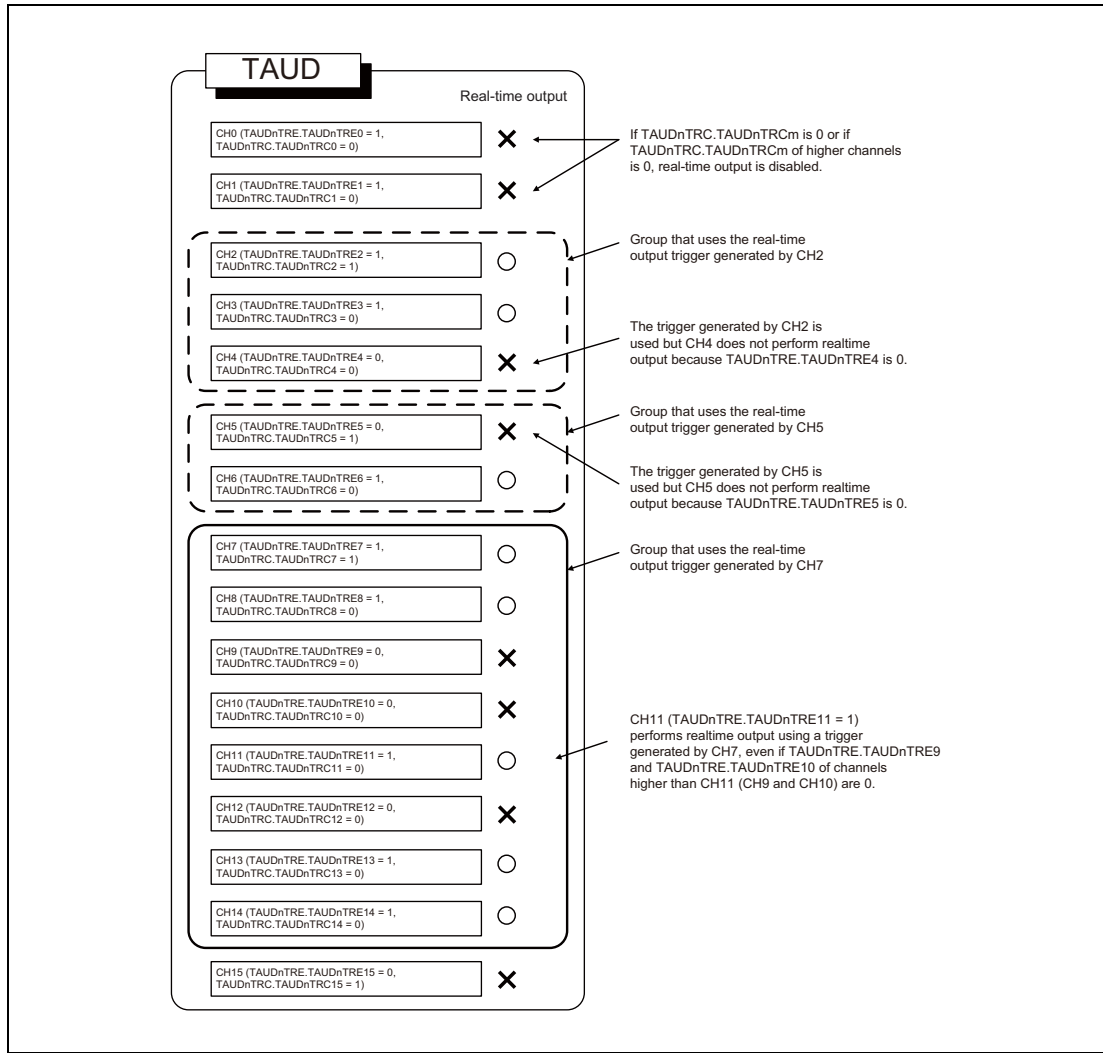 TAUD
Real-time output
CH0 (TAUDnTRE.TAUDnTRE0 = 1,
TAUDnTRC.TAUDnTRC0 = 0)
If TAUDnTRC.TAUDnTRCm is 0 or if
TAUDnTRC.TAUDnTRCm of higher channels
is 0, real-time output is disabled.
CH1 (TAUDnTRE.TAUDnTRE1 = 1,
TAUDnTRC.TAUDnTRC1 = 0)
CH2 (TAUDnTRE.TAUDnTRE2 = 1,
TAUDnTRC.TAUDnTRC2 = 1)
Group that uses the real-time
output trigger generated by CH2
CH3 (TAUDnTRE.TAUDnTRE3 = 1,
TAUDnTRC.TAUDnTRC3 = 0)
CH4 (TAUDnTRE.TAUDnTRE4 = 0,
TAUDnTRC.TAUDnTRC4 = 0)
The trigger generated by CH2 is
used but CH4 does not perform realtime
output because TAUDnTRE.TAUDnTRE4 is 0.
CH5 (TAUDnTRE.TAUDnTRE5 = 0,
TAUDnTRC.TAUDnTRC5 = 1)
Group that uses the real-time
output trigger generated by CH5
CH6 (TAUDnTRE.TAUDnTRE6 = 1,
TAUDnTRC.TAUDnTRC6 = 0)
The trigger generated by CH5 is
used but CH5 does not perform realtime
output because TAUDnTRE.TAUDnTRE5 is 0.
CH7 (TAUDnTRE.TAUDnTRE7 = 1,
TAUDnTRC.TAUDnTRC7 = 1)
Group that uses the real-time
output trigger generated by CH7
CH8 (TAUDnTRE.TAUDnTRE8 = 1,
TAUDnTRC.TAUDnTRC8 = 0)
CH9 (TAUDnTRE.TAUDnTRE9 = 0,
TAUDnTRC.TAUDnTRC9 = 0)
CH10 (TAUDnTRE.TAUDnTRE10 = 0,
TAUDnTRC.TAUDnTRC10 = 0)
CH11 (TAUDnTRE.TAUDnTRE11 = 1,
TAUDnTRC.TAUDnTRC11 = 0)
CH11 (TAUDnTRE.TAUDnTRE11 = 1)
performs realtime output using a trigger
generated by CH7, even if TAUDnTRE.TAUDnTRE9
and TAUDnTRE.TAUDnTRE10 of channels
higher than CH11 (CH9 and CH10) are 0.
CH12 (TAUDnTRE.TAUDnTRE12 = 0,
TAUDnTRC.TAUDnTRC12 = 0)
CH13 (TAUDnTRE.TAUDnTRE13 = 1,
TAUDnTRC.TAUDnTRC13 = 0)
CH14 (TAUDnTRE.TAUDnTRE14 = 1,
TAUDnTRC.TAUDnTRC14 = 0)
CH15 (TAUDnTRE.TAUDnTRE15 = 0,
TAUDnTRC.TAUDnTRC15 = 1)